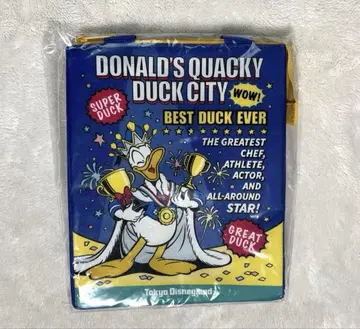 DONALD'S QUACKY
DUCK CITY
WOW!
SUPER
DUCK
BEST DUCK EVER
THE GREATEST
CHEF,
ATHLETE,
ACTOR,
AND
ALL-AROUND
STAR!
GREAT
DUCK
Tokyo Disneyland